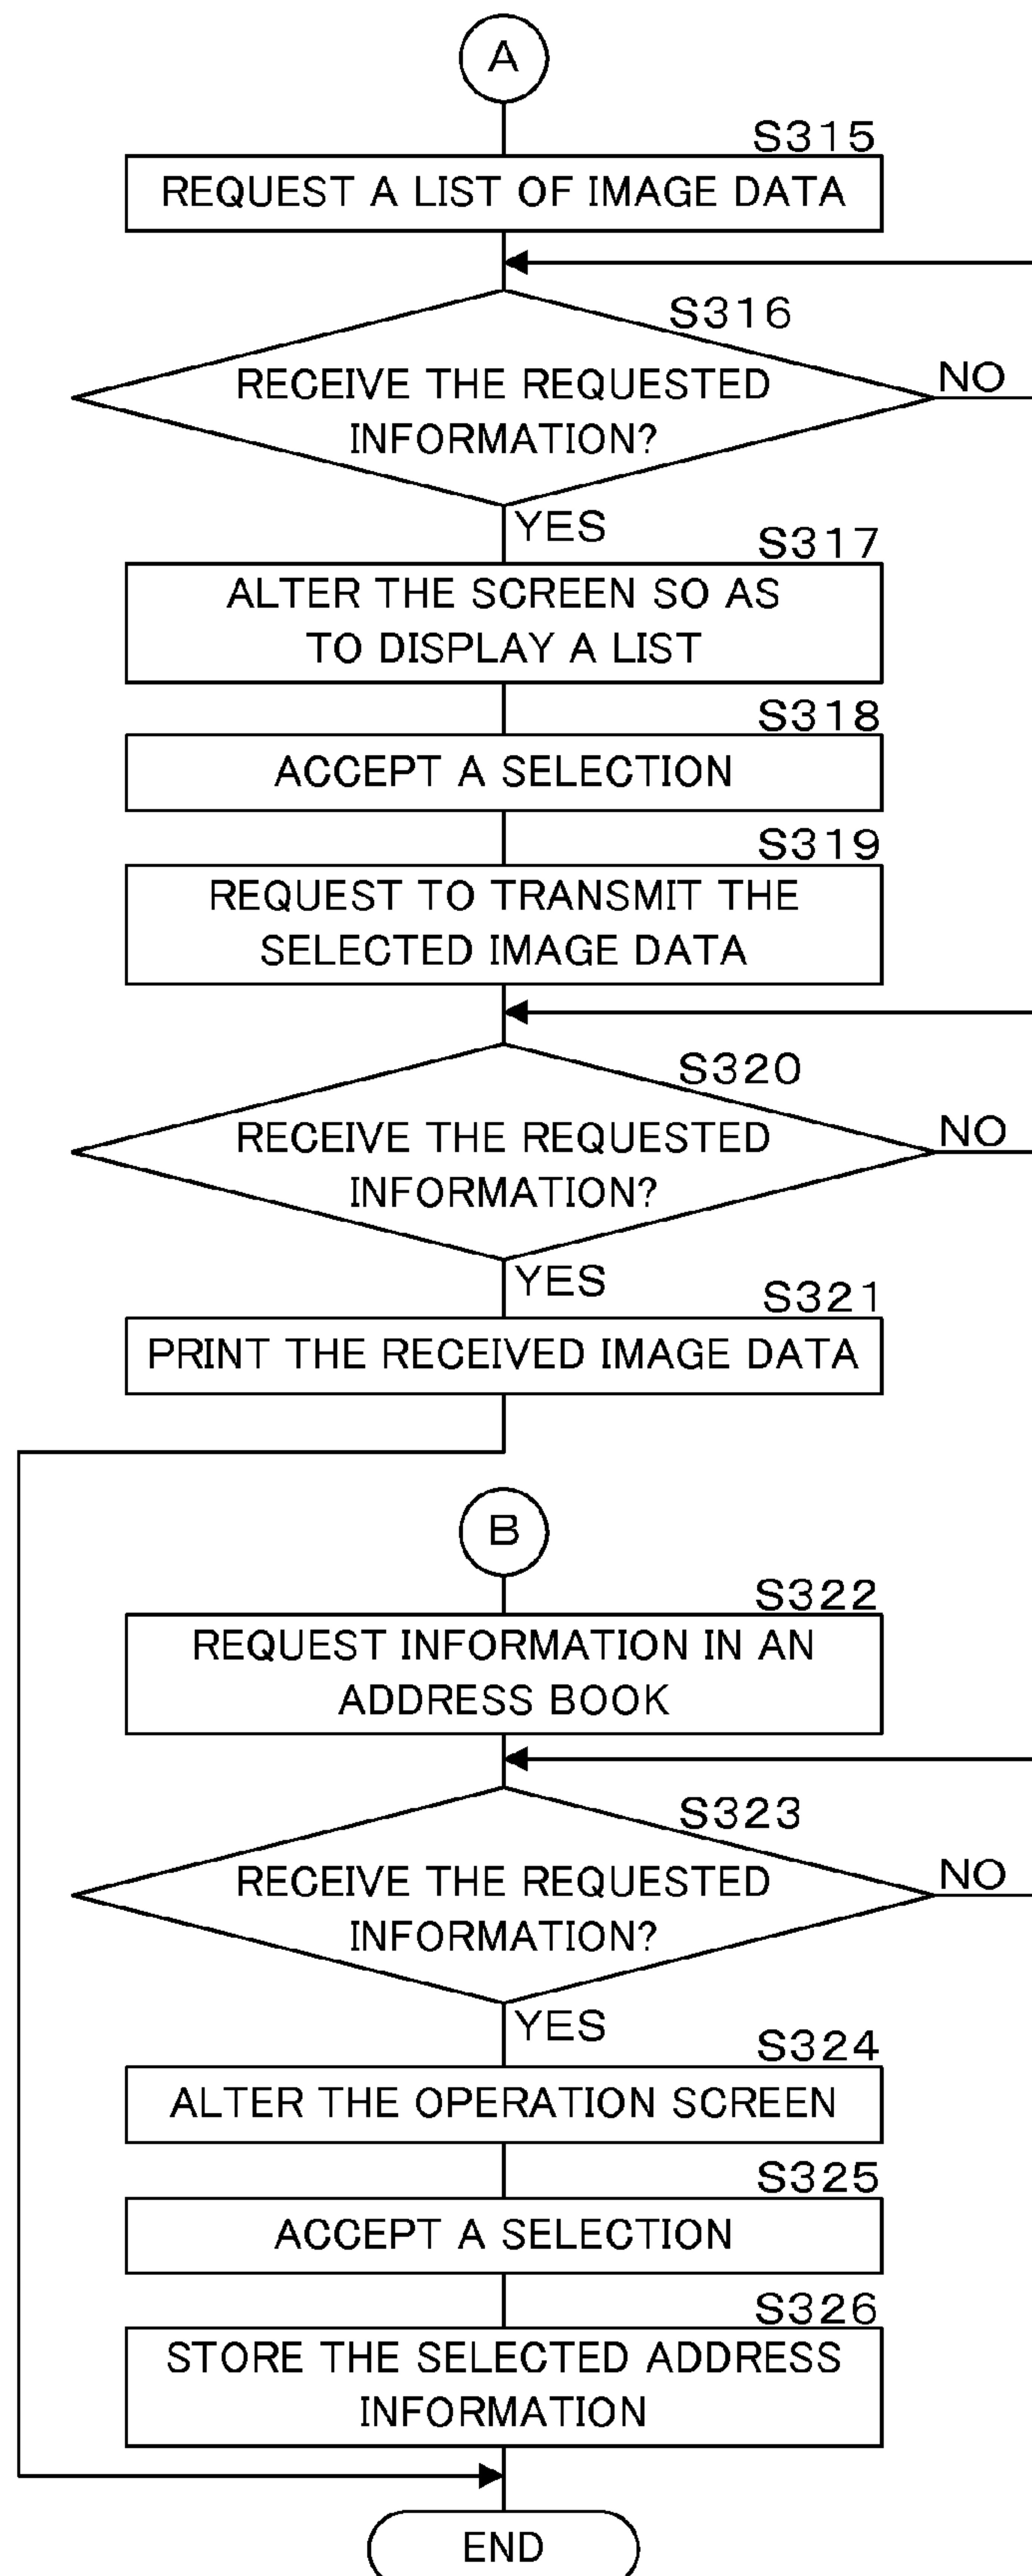 A
S315
REQUEST A LIST OF IMAGE DATA
S316
RECEIVE THE REQUESTED
INFORMATION?
NO
YES
S317
ALTER THE SCREEN SO AS
TO DISPLAY A LIST
S318
ACCEPT A SELECTION
S319
REQUEST TO TRANSMIT THE
SELECTED IMAGE DATA
S320
RECEIVE THE REQUESTED
INFORMATION?
NO
YES
S321
PRINT THE RECEIVED IMAGE DATA
B
S322
REQUEST INFORMATION IN AN
ADDRESS BOOK
S323
RECEIVE THE REQUESTED
INFORMATION?
NO
YES
S324
ALTER THE OPERATION SCREEN
S325
ACCEPT A SELECTION
S326
STORE THE SELECTED ADDRESS
INFORMATION
END